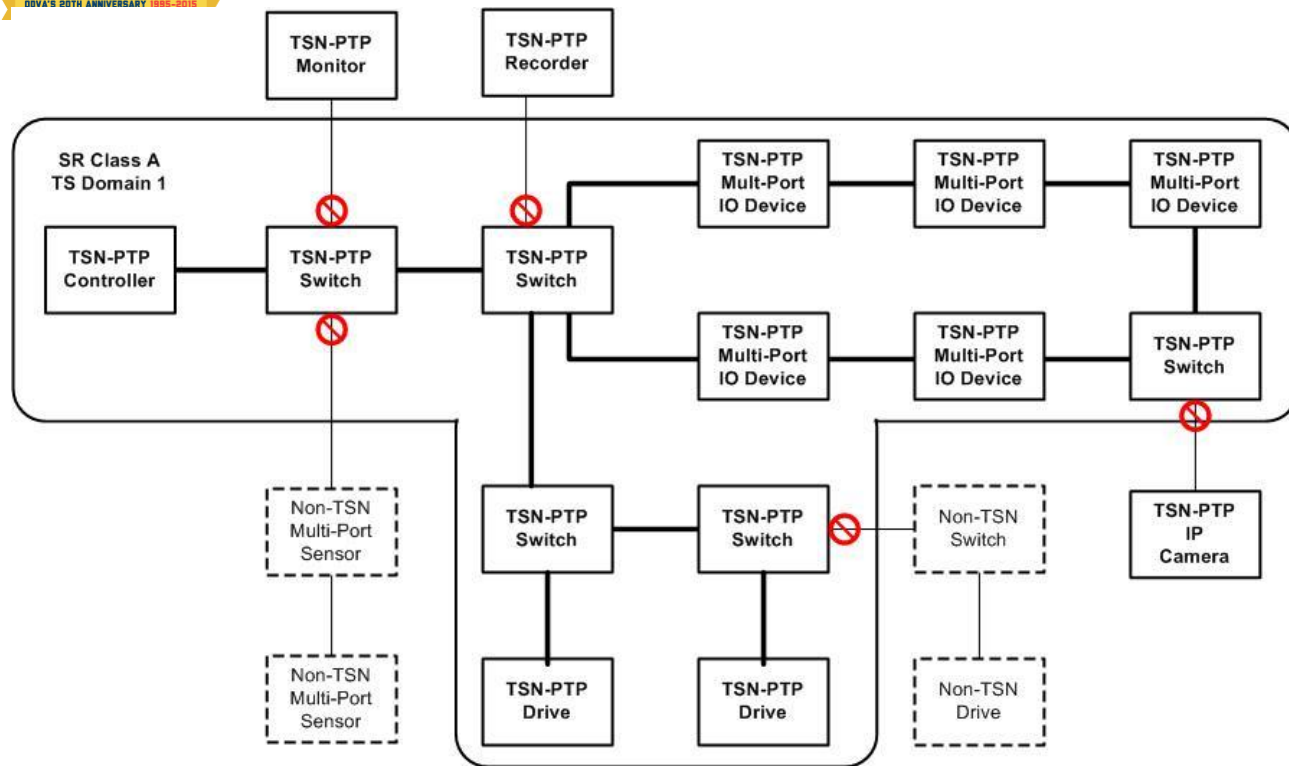 ODVA'S 20TH ANNIVERSARY 1995-2015
TSN-PTP
Monitor
TSN-PTP
Recorder
SR Class A
TS Domain 1
TSN-PTP
Mult-Port
IO Device
TSN-PTP
Multi-Port
IO Device
TSN-PTP
Multi-Port
IO Device
TSN-PTP
Controller
TSN-PTP
Switch
TSN-PTP
Switch
TSN-PTP
Multi-Port
IO Device
TSN-PTP
Multi-Port
IO Device
TSN-PTP
Switch
Non-TSN
Multi-Port
Sensor
TSN-PTP
Switch
TSN-PTP
Switch
Non-TSN
Switch
TSN-PTP
IP
Camera
Non-TSN
Multi-Port
Sensor
TSN-PTP
Drive
TSN-PTP
Drive
Non-TSN
Drive